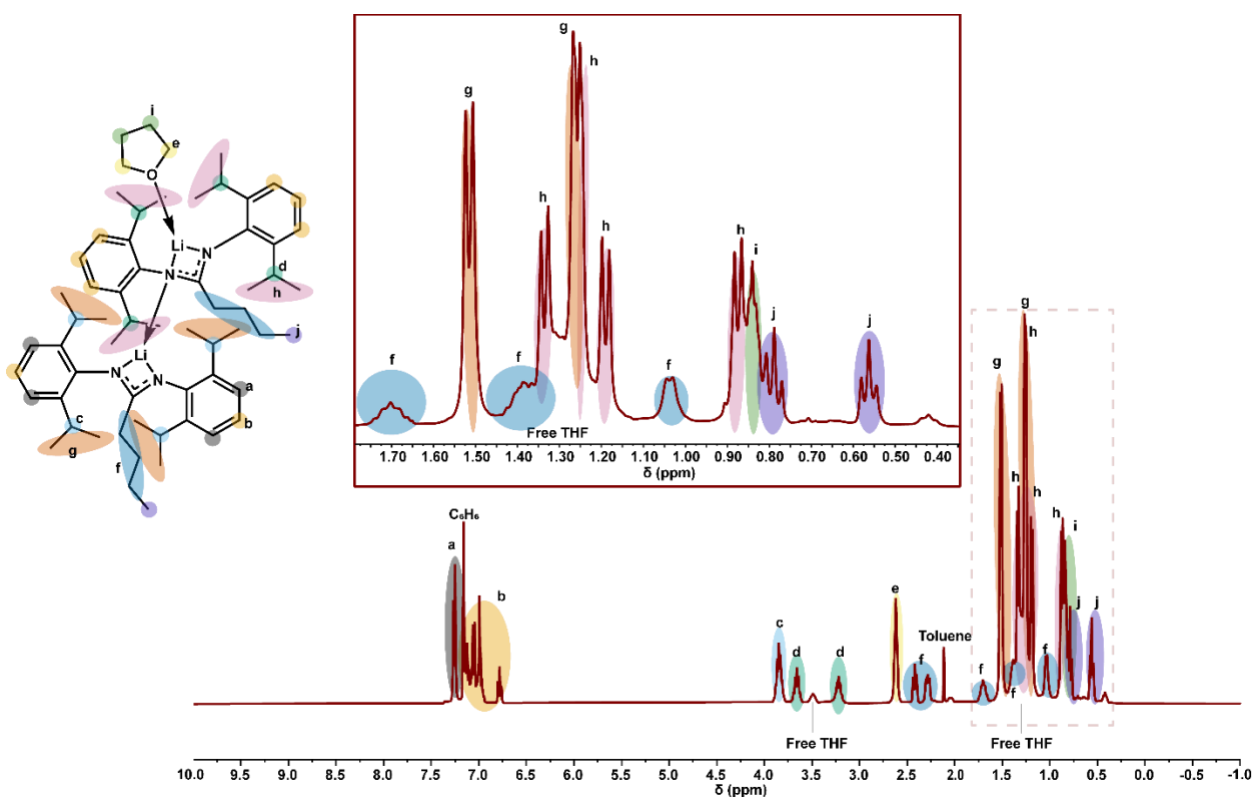 g
g
h
h
h
h
i
j
j
f
f
f
Free THF
1.70 1.60 1.50 1.40 1.30 1.20 1.10 1.00 0.90 0.80 0.70 0.60 0.50 0.40
δ (ppm)
i
e
O
Li
N
N
d
h
j
Li
N
N
a
b
c
g
f
C₆H₆
a
b
c
d
d
e
f
Toluene
f
f
f
g
g
h
h
h
i
j
j
Free THF
Free THF
10.0 9.5 9.0 8.5 8.0 7.5 7.0 6.5 6.0 5.5 5.0 4.5 4.0 3.5 3.0 2.5 2.0 1.5 1.0 0.5 0.0 -0.5 -1.0
δ (ppm)